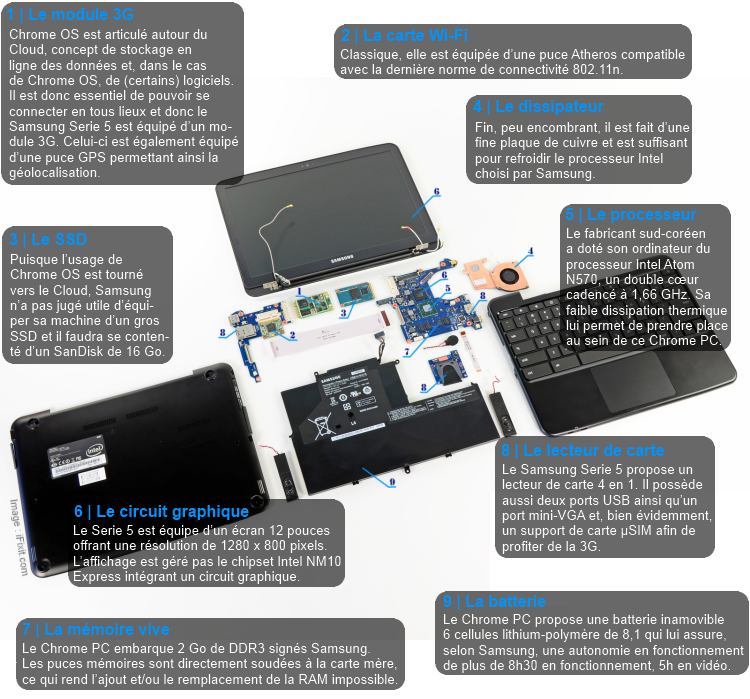 1 | Le module 3G
Chrome OS est articulé autour du
Cloud, concept de stockage en
ligne des données et, dans le cas
de Chrome OS, de (certains) logiciels.
Il est donc essentiel de pouvoir se
connecter en tous lieux et donc le
Samsung Serie 5 est équipé d'un mo-
dule 3G. Celui-ci est également équipé
d'une puce GPS permettant ainsi la
géolocalisation.
2 | La carte Wi-Fi
Classique, elle est équipée d'une puce Atheros compatible
avec la dernière norme de connectivité 802.11n.
4 | Le dissipateur
Fin, peu encombrant, il est fait d'une
fine plaque de cuivre et est suffisant
pour refroidir le processeur Intel
choisi par Samsung.
3 | Le SSD
Puisque l'usage de
Chrome OS est tourné
vers le Cloud, Samsung
n'a pas jugé utile d'équi-
per sa machine d'un gros
SSD et il faudra se conten-
té d'un SanDisk de 16 Go.
5 | Le processeur
Le fabricant sud-coréen
a doté son ordinateur du
processeur Intel Atom
N570, un double cœur
cadencé à 1,66 GHz. Sa
faible dissipation thermique
lui permet de prendre place
au sein de ce Chrome PC.
SAMSUNG
6
4
1
3
6
5
8
7
8
2
SAMSUNG
8
9
intel
8 | Le lecteur de carte
Le Samsung Serie 5 propose un
lecteur de carte 4 en 1. Il possède
aussi deux ports USB ainsi qu'un
port mini-VGA et, bien évidemment,
un support de carte µSIM afin de
profiter de la 3G.
Image : iFixit.com
6 | Le circuit graphique
Le Serie 5 est équipe d'un écran 12 pouces
offrant une résolution de 1280 x 800 pixels.
L'affichage est géré pas le chipset Intel NM10
Express intégrant un circuit graphique.
7 | La mémoire vive
Le Chrome PC embarque 2 Go de DDR3 signés Samsung.
Les puces mémoires sont directement soudées à la carte mère,
ce qui rend l'ajout et/ou le remplacement de la RAM impossible.
9 | La batterie
Le Chrome PC propose une batterie inamovible
6 cellules lithium-polymère de 8,1 qui lui assure,
selon Samsung, une autonomie en fonctionnement
de plus de 8h30 en fonctionnement, 5h en vidéo.